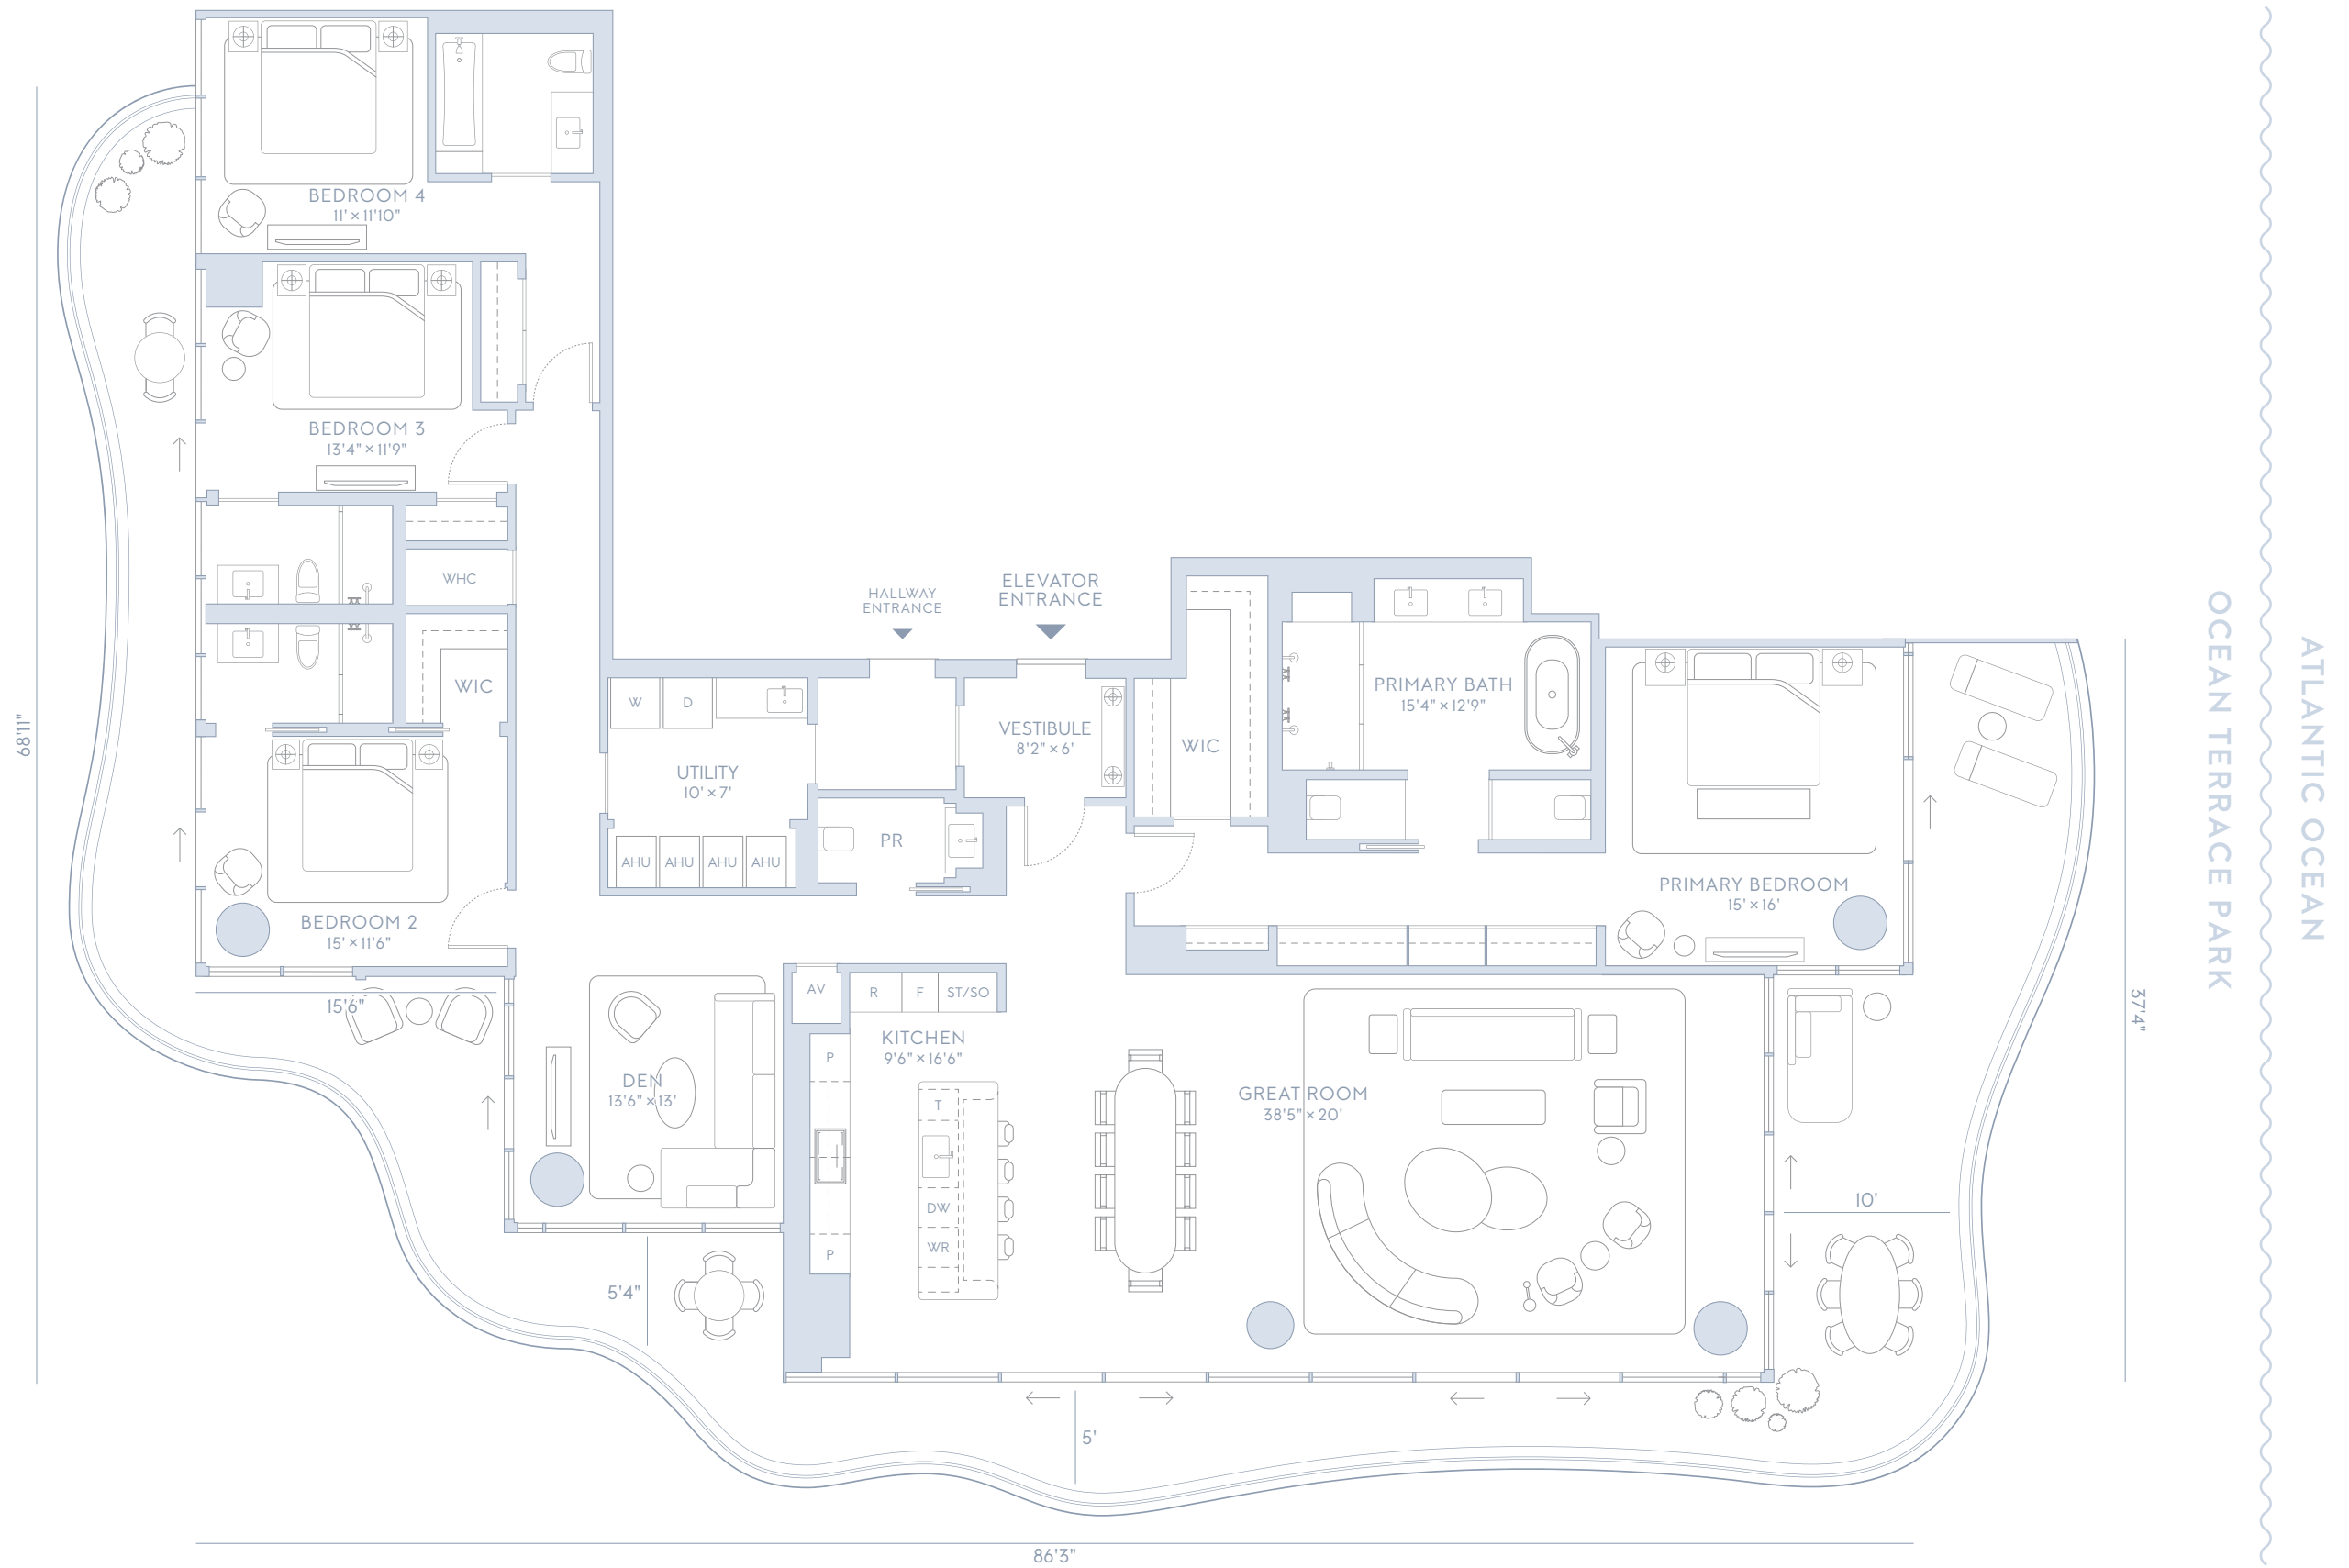 BEDROOM 4
11' × 11'10"
BEDROOM 3
13'4" × 11'9"
WHC
WIC
BEDROOM 2
15' × 11'6"
15'6"
68'11"
HALLWAY
ENTRANCE
ELEVATOR
ENTRANCE
W
D
UTILITY
10' × 7'
AHU
AHU
AHU
AHU
PR
VESTIBULE
8'2" × 6'
WIC
PRIMARY BATH
15'4" × 12'9"
PRIMARY BEDROOM
15' × 16'
DEN
13'6" × 13'
5'4"
AV
R
F
ST/SO
KITCHEN
9'6" × 16'6"
P
P
T
DW
WR
GREAT ROOM
38'5" × 20'
10'
5'
37'4"
86'3"
OCEAN TERRACE PARK
ATLANTIC OCEAN